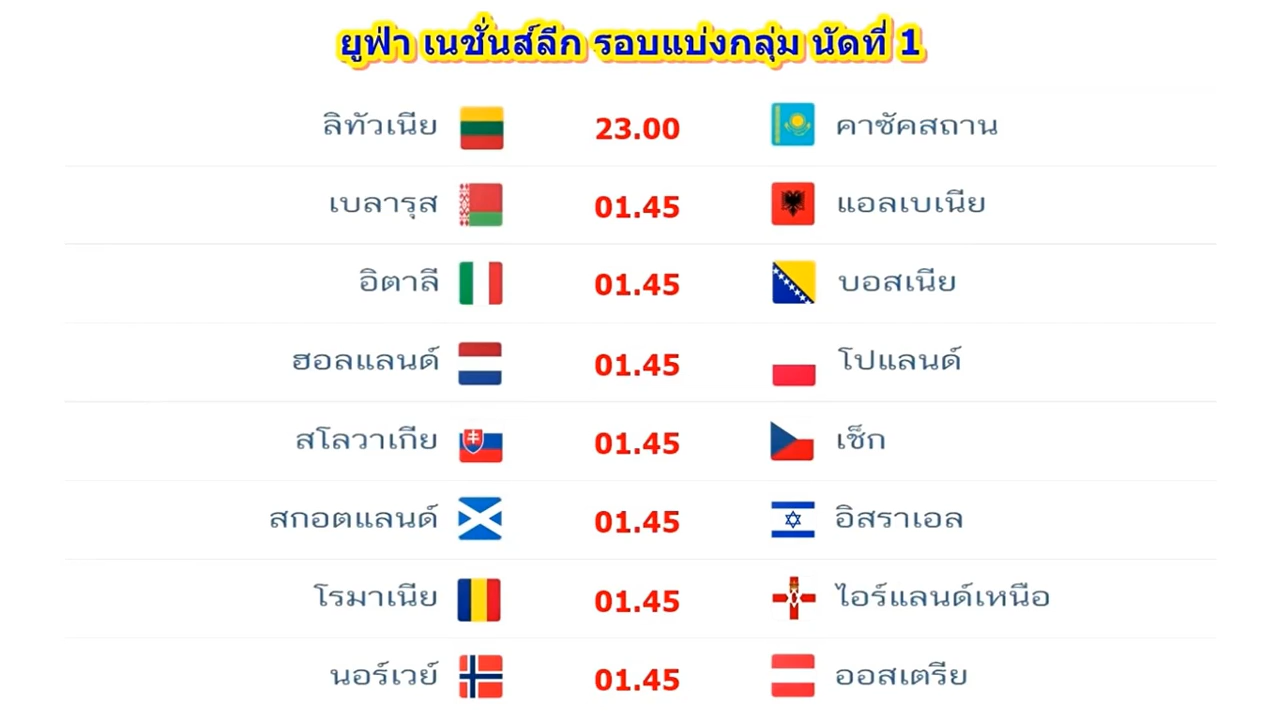 ยูฟ่า เนชั่นส์ลีก รอบแบ่งกลุ่ม นัดที่ 1
ลิทัวเนีย 23.00 คาซัคสถาน
เบลารุส 01.45 แอลเบเนีย
อิตาลี 01.45 บอสเนีย
ฮอลแลนด์ 01.45 โปแลนด์
สโลวาเกีย 01.45 เช็ก
สกอตแลนด์ 01.45 อิสราเอล
โรมาเนีย 01.45 ไอร์แลนด์เหนือ
นอร์เวย์ 01.45 ออสเตรีย